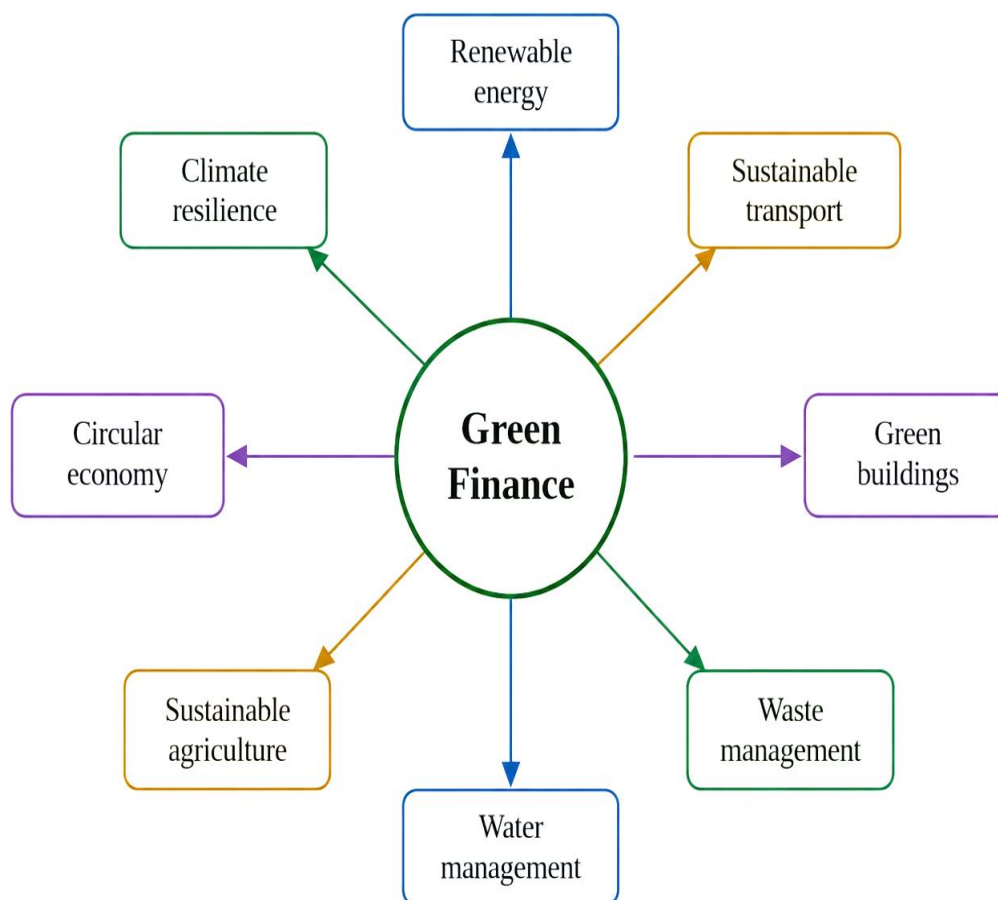 Renewable
energy
Climate
resilience
Sustainable
transport
Circular
economy
Green
Finance
Green
buildings
Sustainable
agriculture
Waste
management
Water
management